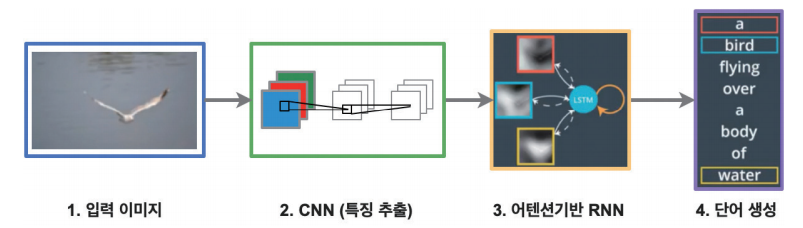 LSTM
a
bird
flying
over
a
body
of
water
1. 입력 이미지
2. CNN (특징 추출)
3. 어텐션기반 RNN
4. 단어 생성